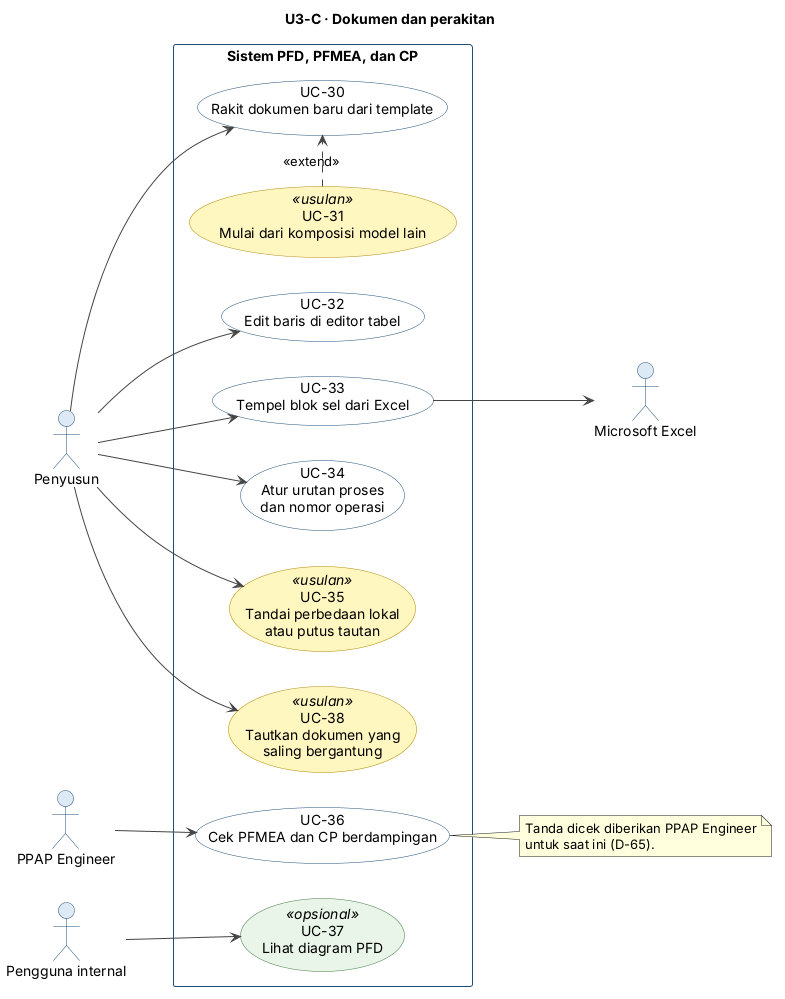 U3-C · Dokumen dan perakitan
Sistem PFD, PFMEA, dan CP
UC-30
Rakit dokumen baru dari template
«extend»
«usulan»
UC-31
Mulai dari komposisi model lain
UC-32
Edit baris di editor tabel
UC-33
Tempel blok sel dari Excel
Microsoft Excel
Penyusun
UC-34
Atur urutan proses
dan nomor operasi
«usulan»
UC-35
Tandai perbedaan lokal
atau putus tautan
«usulan»
UC-38
Tautkan dokumen yang
saling bergantung
PPAP Engineer
UC-36
Cek PFMEA dan CP berdampingan
Tanda dicek diberikan PPAP Engineer
untuk saat ini (D-65).
Pengguna internal
«opsional»
UC-37
Lihat diagram PFD